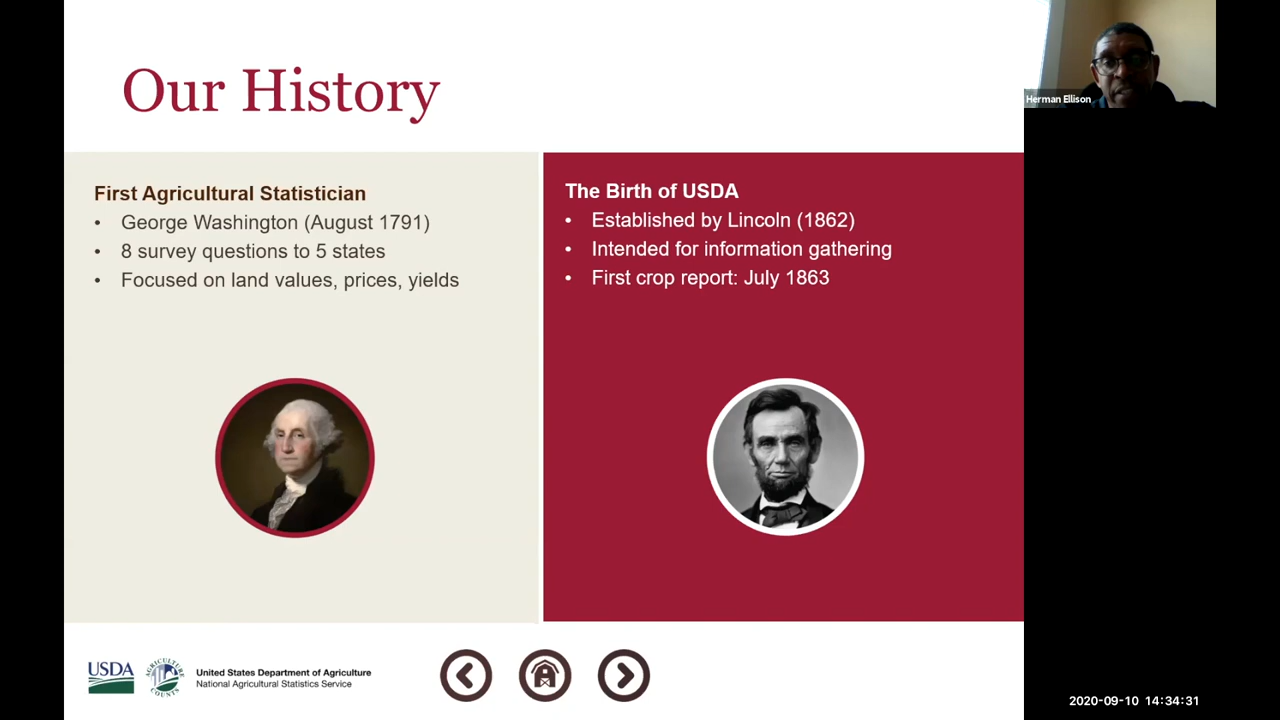 Our History
First Agricultural Statistician
• George Washington (August 1791)
• 8 survey questions to 5 states
• Focused on land values, prices, yields
The Birth of USDA
• Established by Lincoln (1862)
• Intended for information gathering
• First crop report: July 1863
USDA
AGRICULTURE COUNTS
United States Department of Agriculture
National Agricultural Statistics Service
Herman Ellison
2020-09-10 14:34:31